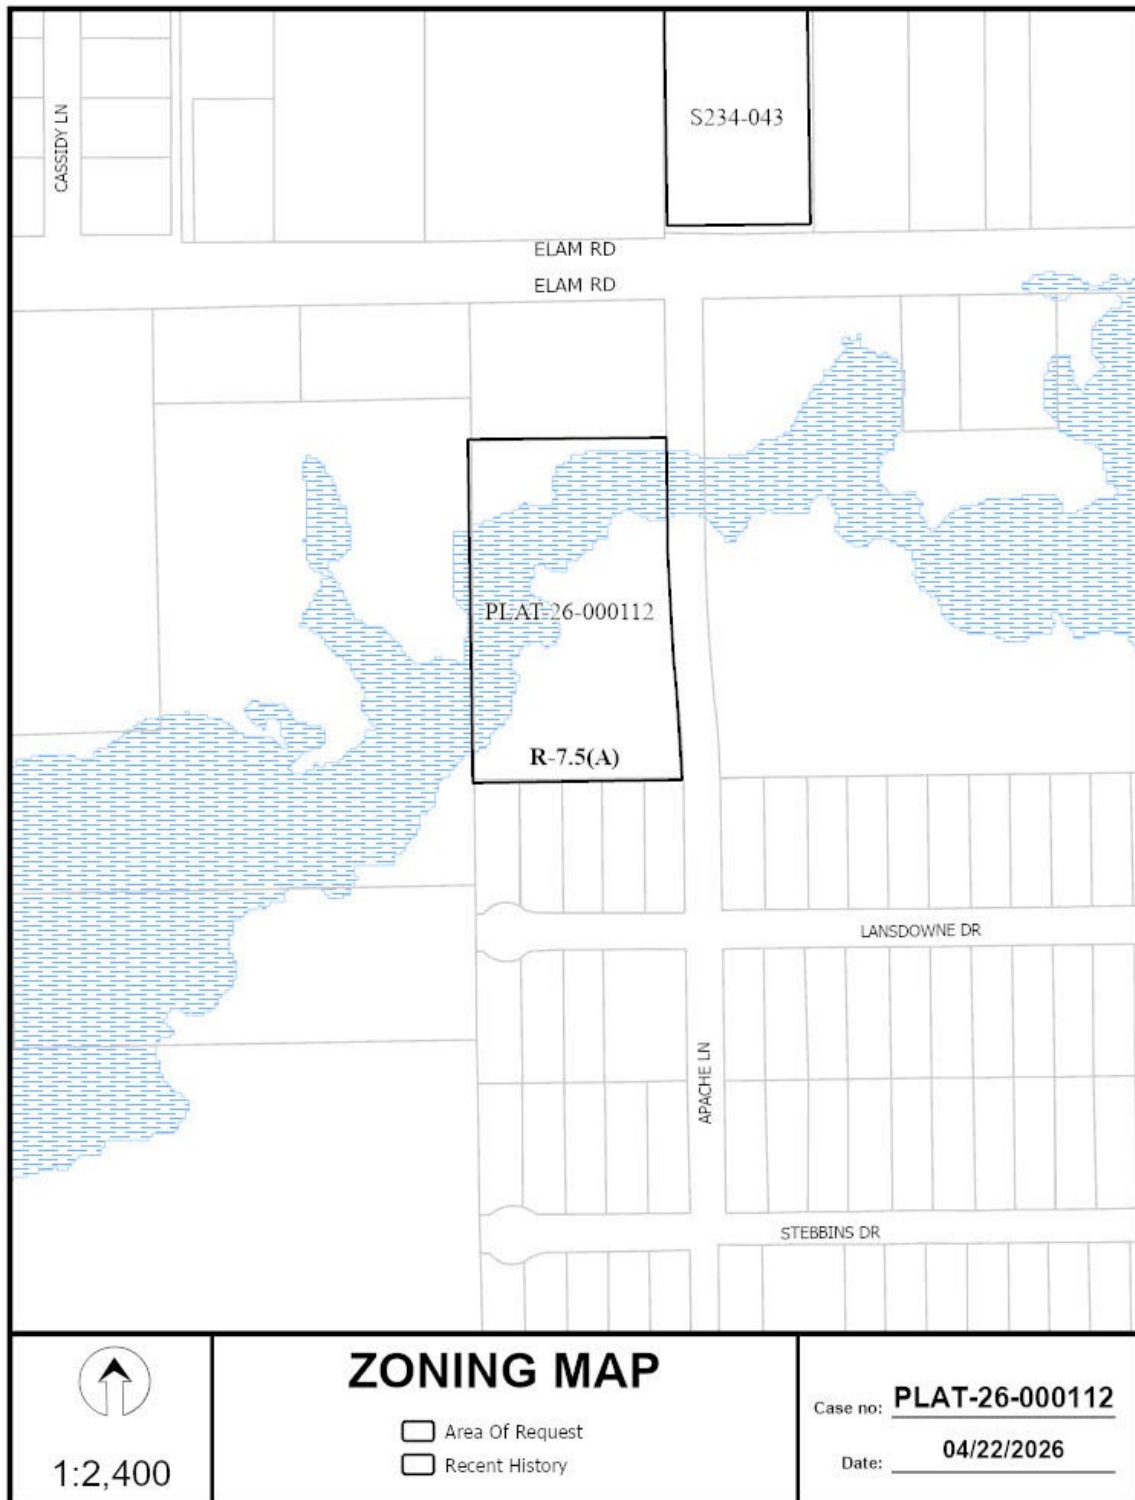 S234-043
CASSIDY LN
ELAM RD
ELAM RD
PLAT-26-000112
R-7.5(A)
LANSDOWNE DR
APACHE LN
STEBBINS DR
1:2,400
ZONING MAP
Area Of Request
Recent History
Case no: PLAT-26-000112
Date: 04/22/2026